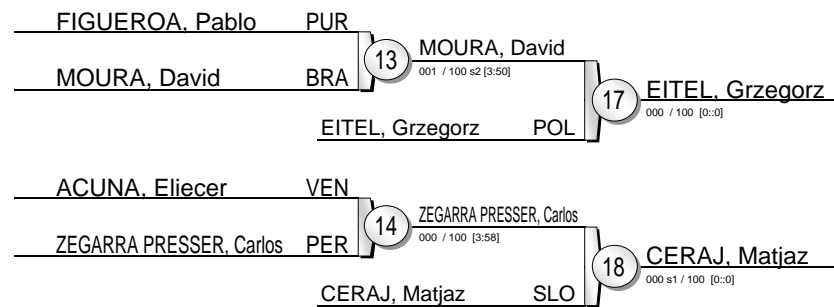 FIGUEROA, Pablo PUR
13
MOURA, David
001 / 100 s2 [3:50]
MOURA, David BRA
17
EITEL, Grzegorz
000 / 100 [0::0]
EITEL, Grzegorz POL
ACUNA, Eliecer VEN
14
ZEGARRA PRESSER, Carlos
000 / 100 [3:58]
ZEGARRA PRESSER, Carlos PER
18
CERAJ, Matjaz
000 s1 / 100 [0::0]
CERAJ, Matjaz SLO